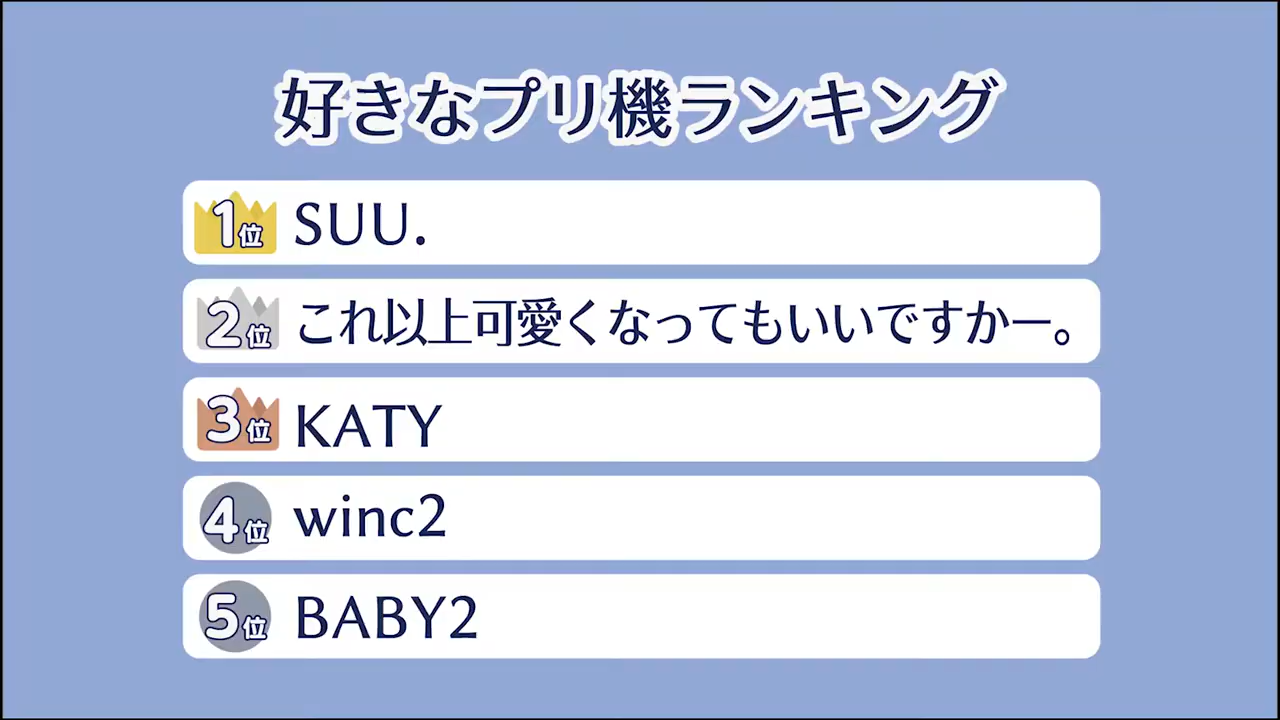 好きなプリ機ランキング
1位 SUU.
2位 これ以上可愛くなってもいいですかー。
3位 KATY
4位 winc2
5位 BABY2